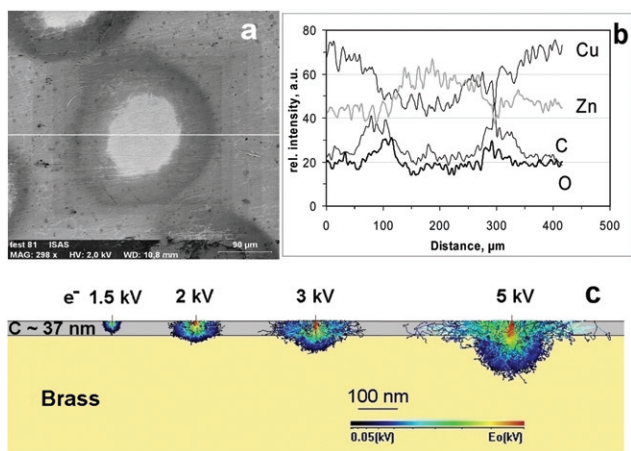 a
test 81 ISAS
MAG: 298 x HV: 2,0 kV WD: 10,8 mm
90 µm
b
rel. intensity, a.u.
80
60
40
20
0
Cu
Zn
C
O
0 100 200 300 400 500
Distance, µm
c
e⁻ 1.5 kV 2 kV 3 kV 5 kV
C ~ 37 nm
Brass
100 nm
0.05(kV) Eo(kV)